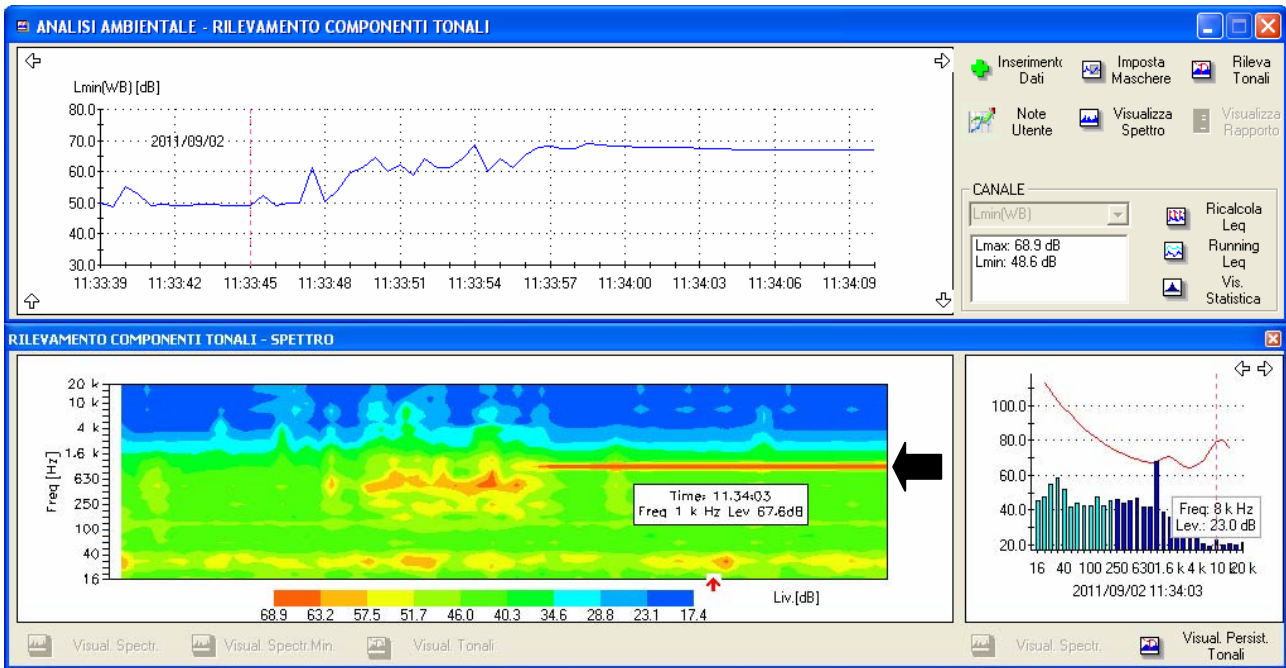 ANALISI AMBIENTALE - RILEVAMENTO COMPONENTI TONALI
Lmin(WB) [dB]
80.0
70.0
60.0
50.0
40.0
30.0
2011/09/02
11:33:39 11:33:42 11:33:45 11:33:48 11:33:51 11:33:54 11:33:57 11:34:00 11:34:03 11:34:06 11:34:09
Inserimento
Dati
Imposta
Maschere
Rileva
Tonali
Note
Utente
Visualizza
Spettro
Visualizza
Rapporto
CANALE
Lmin(WB)
Lmax: 68.9 dB
Lmin: 48.6 dB
Ricalcola
Leq
Running
Leq
Vis.
Statistica
RILEVAMENTO COMPONENTI TONALI - SPETTRO
Freq [Hz]
20 k
10 k
4 k
1.6 k
630
250
100
40
16
Time: 11.34:03
Freq 1 k Hz Lev 67.6dB
68.9 63.2 57.5 51.7 46.0 40.3 34.6 28.8 23.1 17.4
Liv.[dB]
Visual. Spectr.
Visual. Spectr.Min.
Visual. Tonali
100.0
80.0
60.0
40.0
20.0
Freq: 8 k Hz
Lev.: 23.0 dB
16 40 100 250 630 1.6 k 4 k 10 k 20 k
2011/09/02 11:34:03
Visual. Spectr.
Visual. Persist.
Tonali